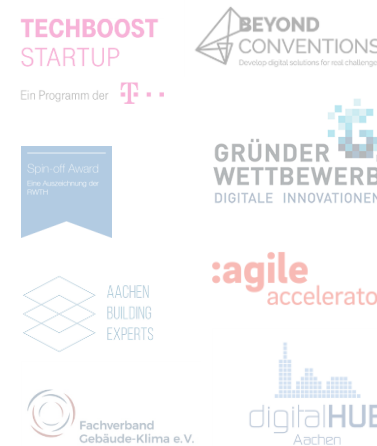 TECHBOOST
STARTUP
Ein Programm der T
BEYOND
CONVENTIONS
Develop digital solutions for real challenge
Spin-off Award
Eine Auszeichnung der
RWTH
GRÜNDER
WETTBEWERB
DIGITALE INNOVATIONEN
AACHEN
BUILDING
EXPERTS
:agile
accelerato
Fachverband
Gebäude-Klima e.V.
digitalHUB
Aachen